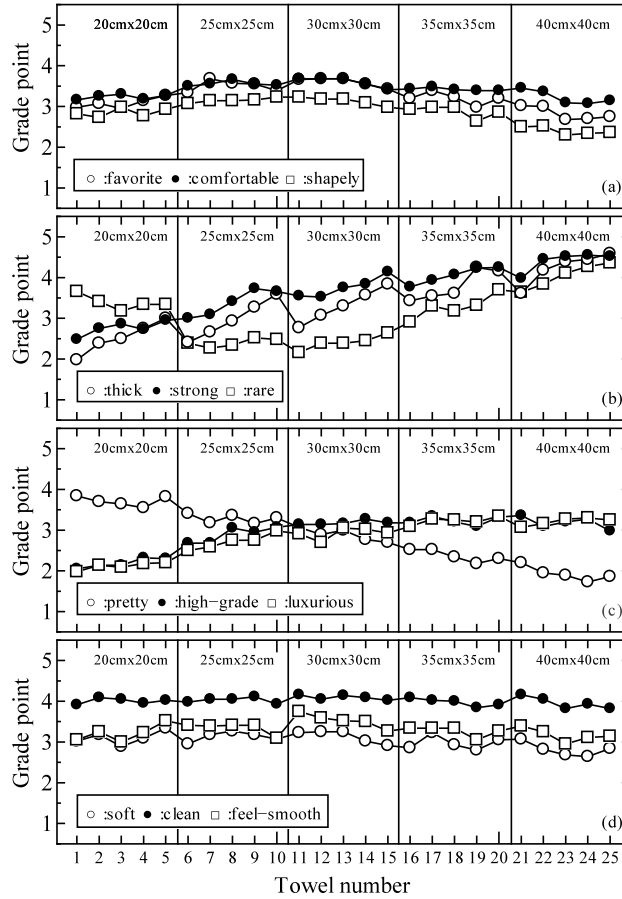 20cmx20cm 25cmx25cm 30cmx30cm 35cmx35cm 40cmx40cm
5
4
3
2
1
Grade point
:favorite :comfortable :shapely
(a)
20cmx20cm 25cmx25cm 30cmx30cm 35cmx35cm 40cmx40cm
5
4
3
2
1
Grade point
:thick :strong :rare
(b)
20cmx20cm 25cmx25cm 30cmx30cm 35cmx35cm 40cmx40cm
5
4
3
2
1
Grade point
:pretty :high-grade :luxurious
(c)
20cmx20cm 25cmx25cm 30cmx30cm 35cmx35cm 40cmx40cm
5
4
3
2
1
Grade point
:soft :clean :feel-smooth
(d)
1 2 3 4 5 6 7 8 9 10 11 12 13 14 15 16 17 18 19 20 21 22 23 24 25
Towel number